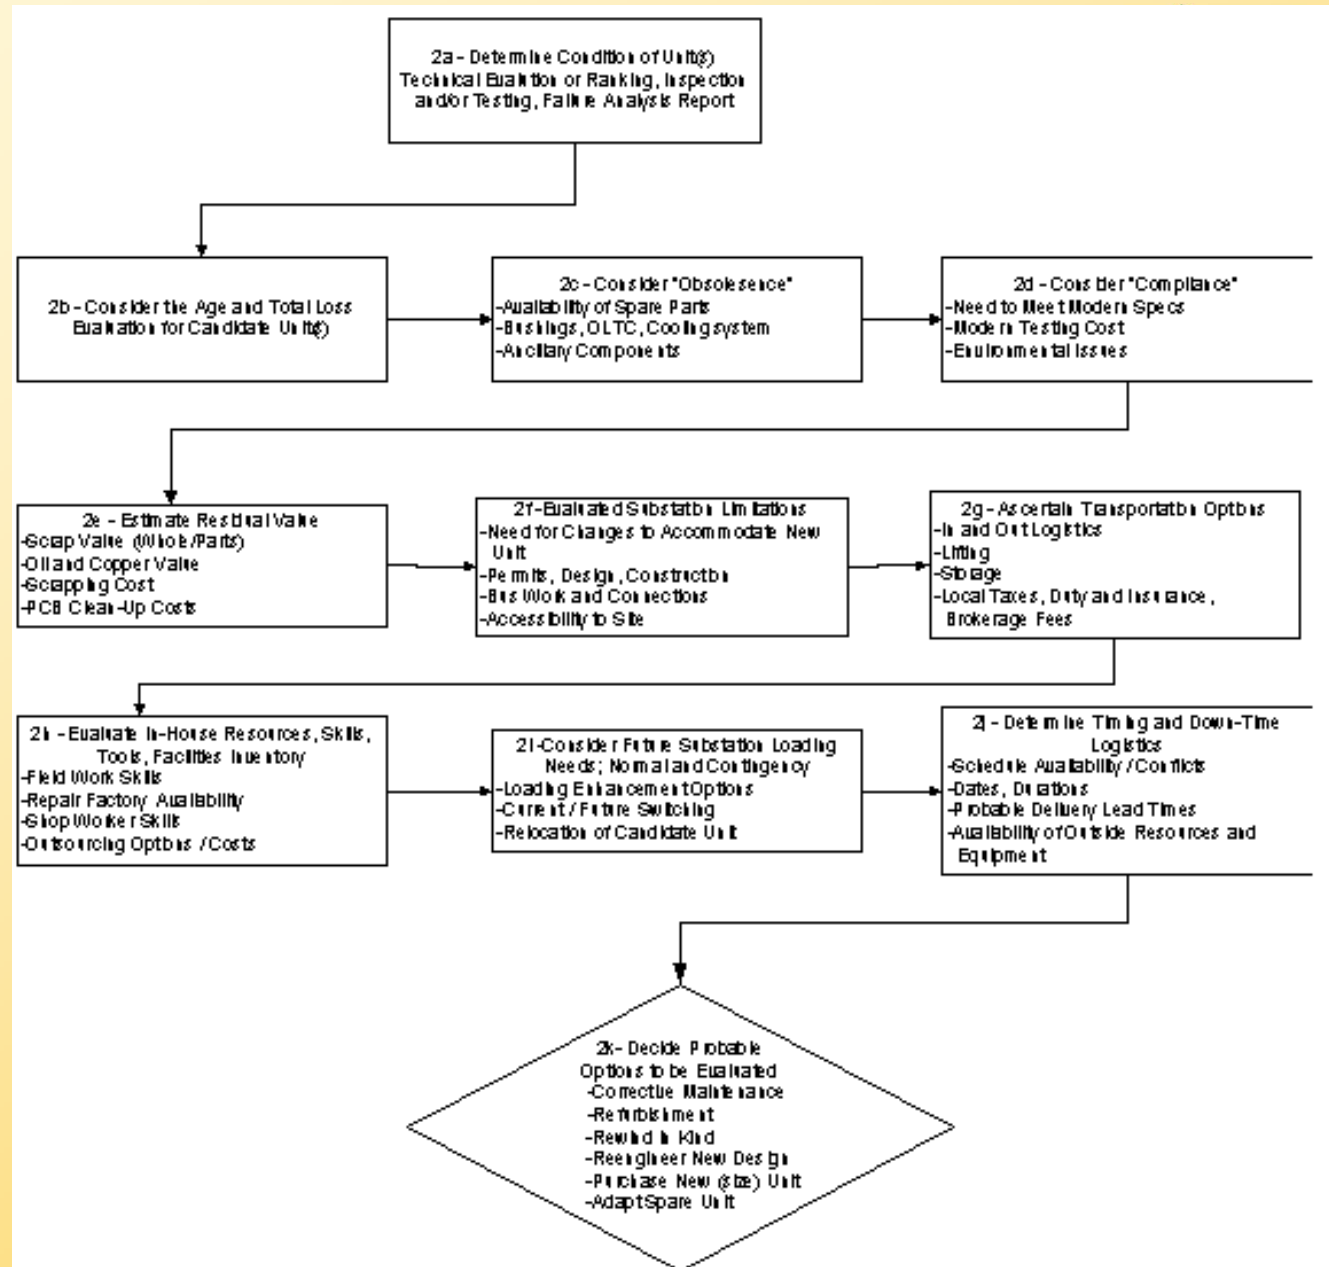 2a - Determine Condition of Unit(s)
Technical Evalution or Ranking, Inspection
and/or Testing, Failure Analysis Report
2b - Consider the Age and Total Loss
Evaluation for Candidate Unit(s)
2c - Consider "Obsolesence"
-Availability of Spare Parts
-Bushings, OLTC, Cooling system
-Ancillary Components
2d - Consider "Compliance"
-Need to Meet Modern Specs
-Modern Testing Cost
-Environmental Issues
2e - Estimate Residual Value
-Scrap Value (Whole/Parts)
-Oil and Copper Value
-Scrapping Cost
-PCB Clean-Up Costs
2f-Evaluated Substation Limitations
-Need for Changes to Accommodate New
Unit
-Permits, Design, Construction
-Bus Work and Connections
-Accessibility to Site
2g - Ascertain Transportation Options
-In and Out Logistics
-Lifting
-Storage
-Local Taxes, Duty and Insurance,
Brokerage Fees
2h - Evaluate In-House Resources, Skills,
Tools, Facilities Inventory
-Field Work Skills
-Repair Factory Availability
-Shop Worker Skills
-Outsourcing Options / Costs
2i-Consider Future Substation Loading
Needs; Normal and Contingency
-Loading Enhancement Options
-Current / Future Switching
-Relocation of Candidate Unit
2j - Determine Timing and Down-Time
Logistics
-Schedule Availability / Conflicts
-Dates, Durations
-Probable Delivery Lead Times
-Availability of Outside Resources and
Equipment
2k- Decide Probable
Options to be Evaluated
-Corrective Maintenance
-Refurbishment
-Rewind in Kind
-Reengineer New Design
-Purchase New (size) Unit
-Adapt Spare Unit